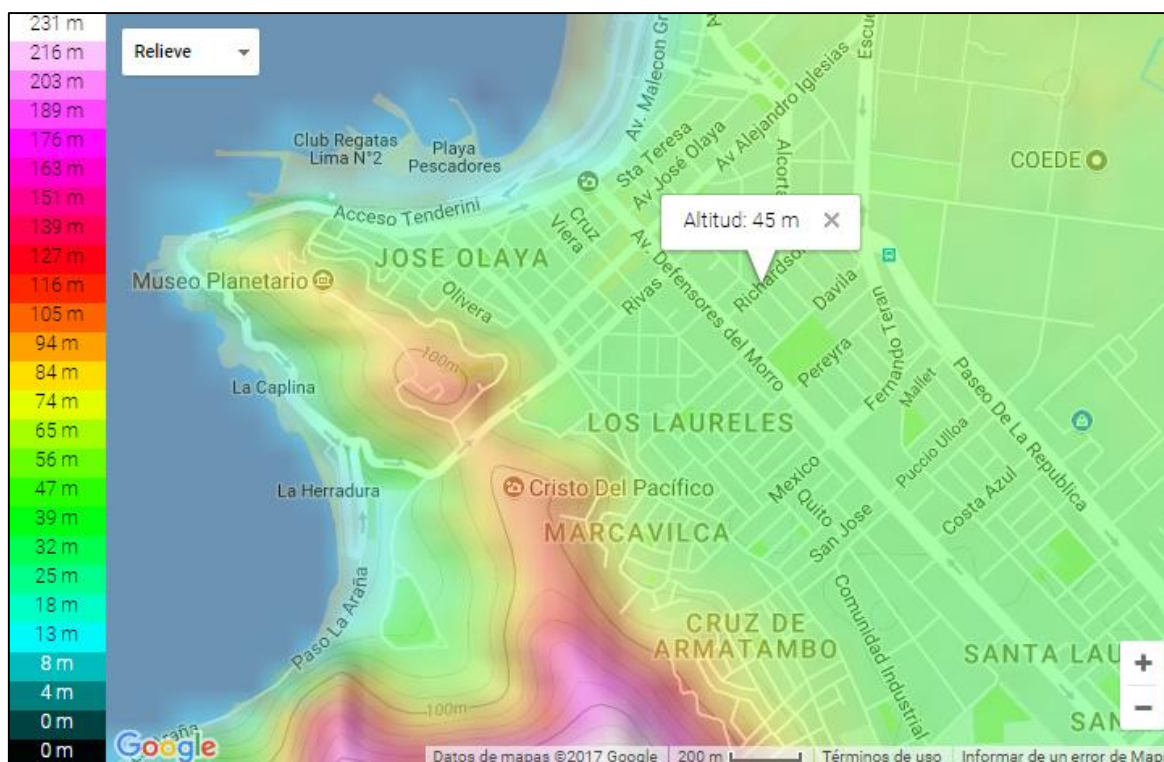 231 m
216 m
203 m
189 m
176 m
163 m
151 m
139 m
127 m
116 m
105 m
94 m
84 m
74 m
65 m
56 m
47 m
39 m
32 m
25 m
18 m
13 m
8 m
4 m
0 m
0 m
Relieve
Av. Malecon Gr
Escue
Av Alejandro Iglesias
Club Regatas
Lima N°2
Playa
Pescadores
Sta Teresa
Av José Olaya
Alcorta
COEDE
Acceso Tenderini
Cruz
Viera
Altitud: 45 m
JOSE OLAYA
Av. Defensores del Morro
Museo Planetario
Olivera
Rivas
Richardson
Davila
Fernando Teran
Pereyra
Mallet
Paseo De La Republica
100m
La Caplina
LOS LAURELES
Puccio Ulloa
La Herradura
Cristo Del Pacífico
Mexico
Quito
San Jose
Costa Azul
MARCAVILCA
Paso La Araña
Comunidad Industrial
CRUZ DE
ARMATAMBO
SANTA LAU
100m
SAN
Araña
Google
Datos de mapas ©2017 Google
200 m
Términos de uso
Informar de un error de Map